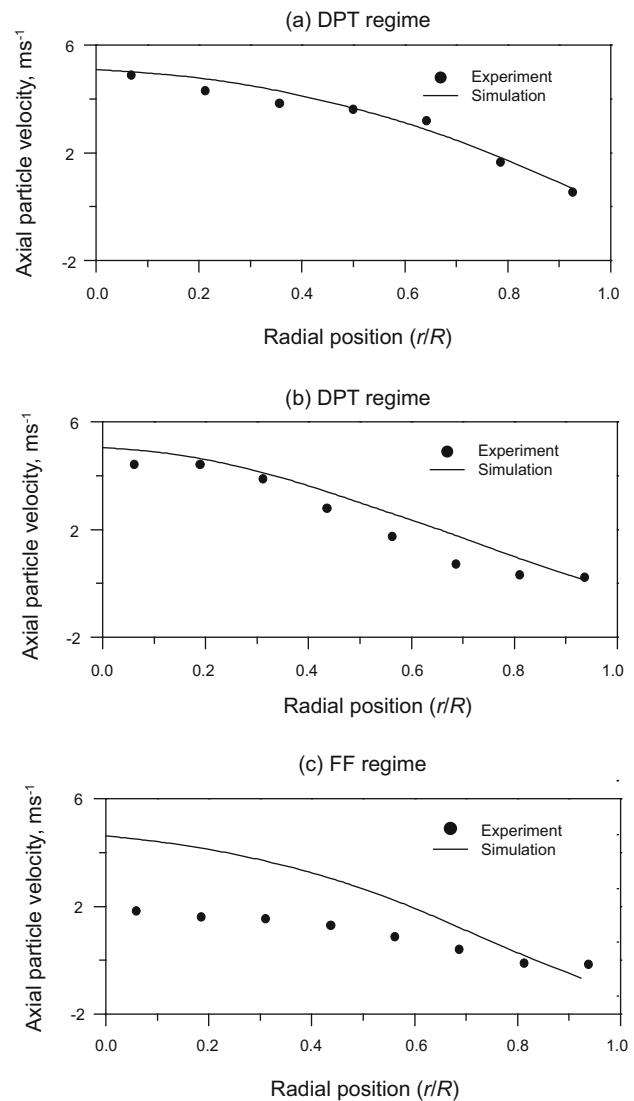 (a) DPT regime
Axial particle velocity, ms-1
6
2
-2
Experiment
Simulation
0.0 0.2 0.4 0.6 0.8 1.0
Radial position (r/R)
(b) DPT regime
Axial particle velocity, ms-1
6
2
-2
Experiment
Simulation
0.0 0.2 0.4 0.6 0.8 1.0
Radial position (r/R)
(c) FF regime
Axial particle velocity, ms-1
6
2
-2
Experiment
Simulation
0.0 0.2 0.4 0.6 0.8 1.0
Radial position (r/R)